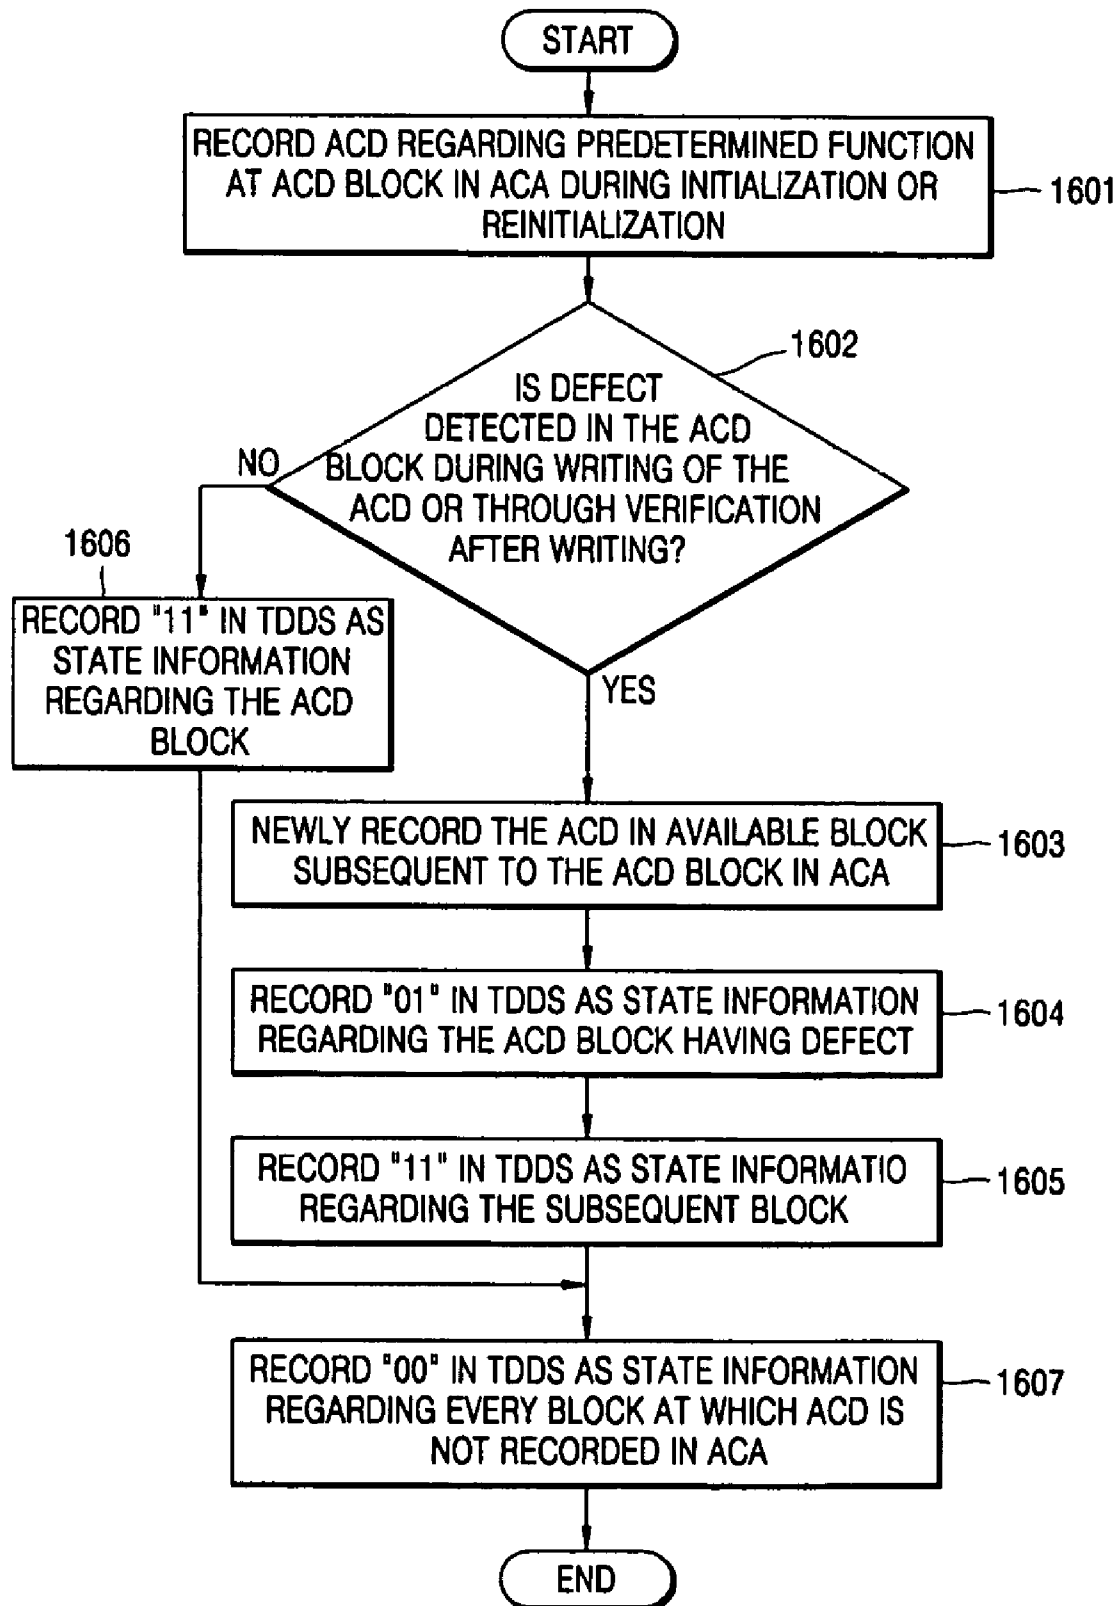 START
RECORD ACD REGARDING PREDETERMINED FUNCTION
AT ACD BLOCK IN ACA DURING INITIALIZATION OR
REINITIALIZATION
1601
1602
IS DEFECT
DETECTED IN THE ACD
BLOCK DURING WRITING OF THE
ACD OR THROUGH VERIFICATION
AFTER WRITING?
NO
YES
1606
RECORD "11" IN TDDS AS
STATE INFORMATION
REGARDING THE ACD
BLOCK
NEWLY RECORD THE ACD IN AVAILABLE BLOCK
SUBSEQUENT TO THE ACD BLOCK IN ACA
1603
RECORD "01" IN TDDS AS STATE INFORMATION
REGARDING THE ACD BLOCK HAVING DEFECT
1604
RECORD "11" IN TDDS AS STATE INFORMATIO
REGARDING THE SUBSEQUENT BLOCK
1605
RECORD "00" IN TDDS AS STATE INFORMATION
REGARDING EVERY BLOCK AT WHICH ACD IS
NOT RECORDED IN ACA
1607
END